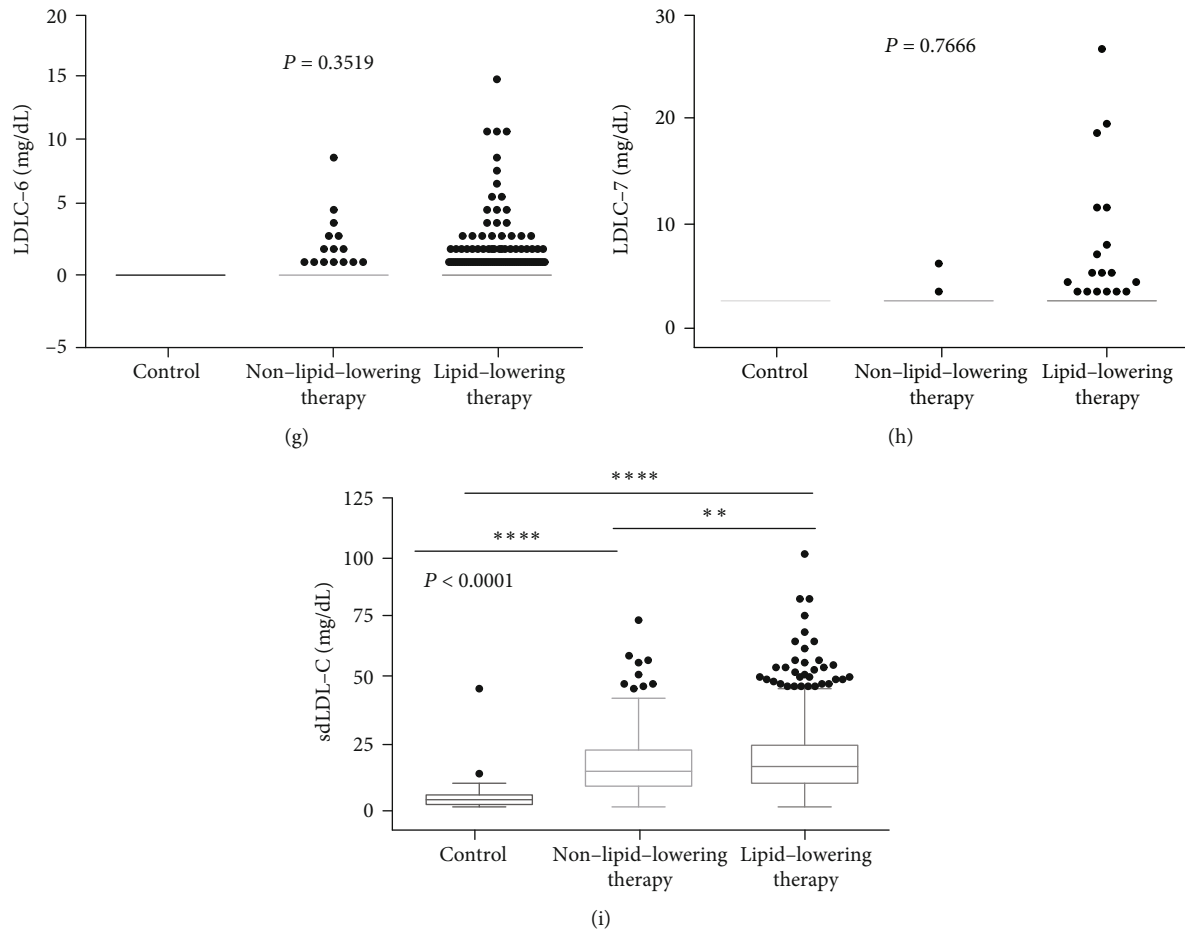 20
15
10
5
0
–5
LDLC–6 (mg/dL)
P = 0.3519
Control
Non–lipid–lowering
therapy
Lipid–lowering
therapy
(g)
30
20
10
0
LDLC–7 (mg/dL)
P = 0.7666
Control
Non–lipid–lowering
therapy
Lipid–lowering
therapy
(h)
125
100
75
50
25
0
sdLDL–C (mg/dL)
****
**
****
P < 0.0001
Control
Non–lipid–lowering
therapy
Lipid–lowering
therapy
(i)